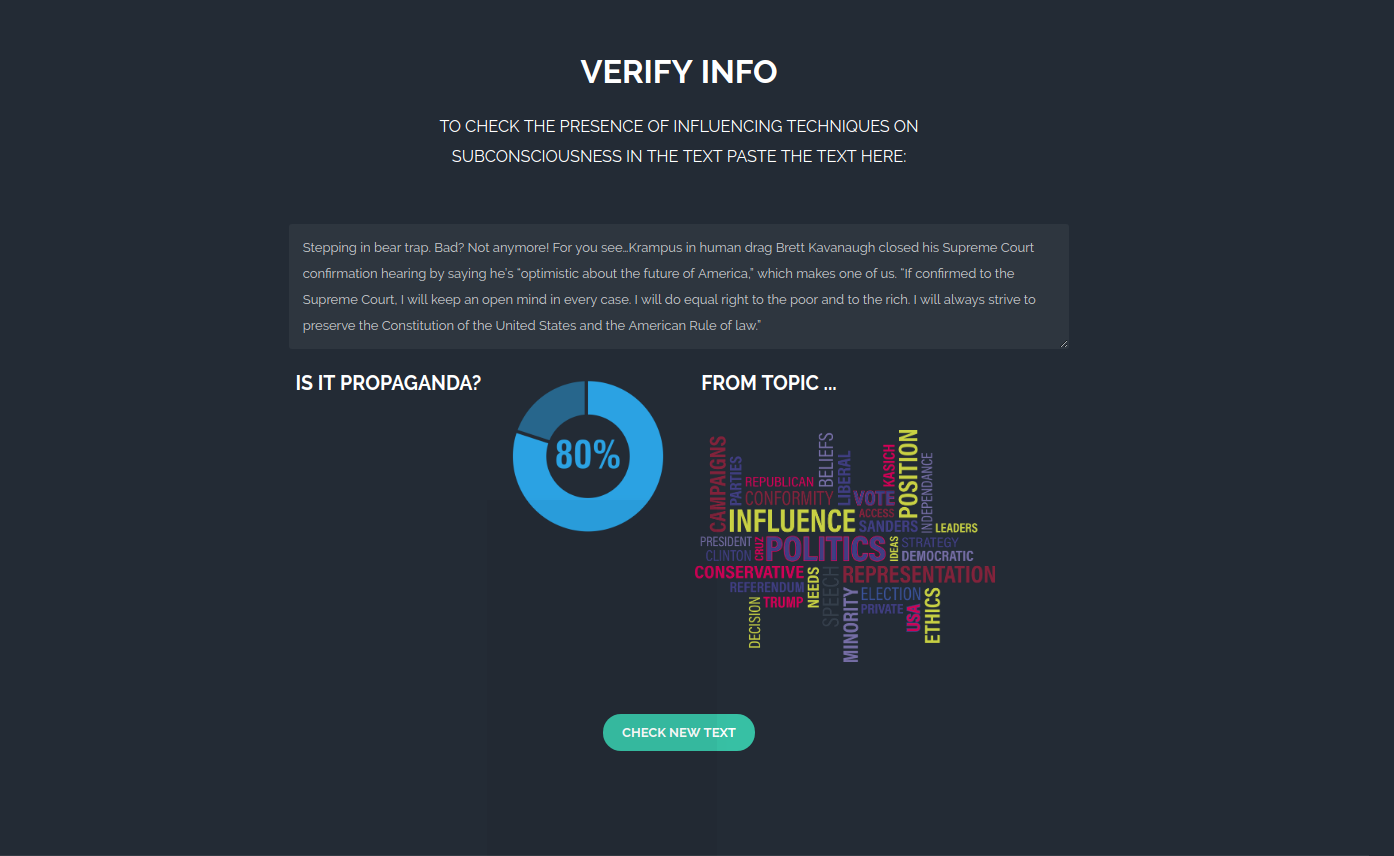 VERIFY INFO
TO CHECK THE PRESENCE OF INFLUENCING TECHNIQUES ON
SUBCONSCIOUSNESS IN THE TEXT PASTE THE TEXT HERE:
Stepping in bear trap. Bad? Not anymore! For you see…Krampus in human drag Brett Kavanaugh closed his Supreme Court
confirmation hearing by saying he's "optimistic about the future of America," which makes one of us. "If confirmed to the
Supreme Court, I will keep an open mind in every case. I will do equal right to the poor and to the rich. I will always strive to
preserve the Constitution of the United States and the American Rule of law."
IS IT PROPAGANDA?
80%
FROM TOPIC ...
CAMPAIGNS
PARTIES
REPUBLICAN
BELIEFS
LIBERAL
KASICH
POSITION
INDEPENDANCE
CONFORMITY
VOTE
INFLUENCE
ACCESS
SANDERS
LEADERS
PRESIDENT
CLINTON
CRUZ
POLITICS
IDEAS
STRATEGY
DEMOCRATIC
CONSERVATIVE
NEEDS
SPEECH
REPRESENTATION
REFERENDUM
TRUMP
DECISION
MINORITY
ELECTION
PRIVATE
USA
ETHICS
CHECK NEW TEXT